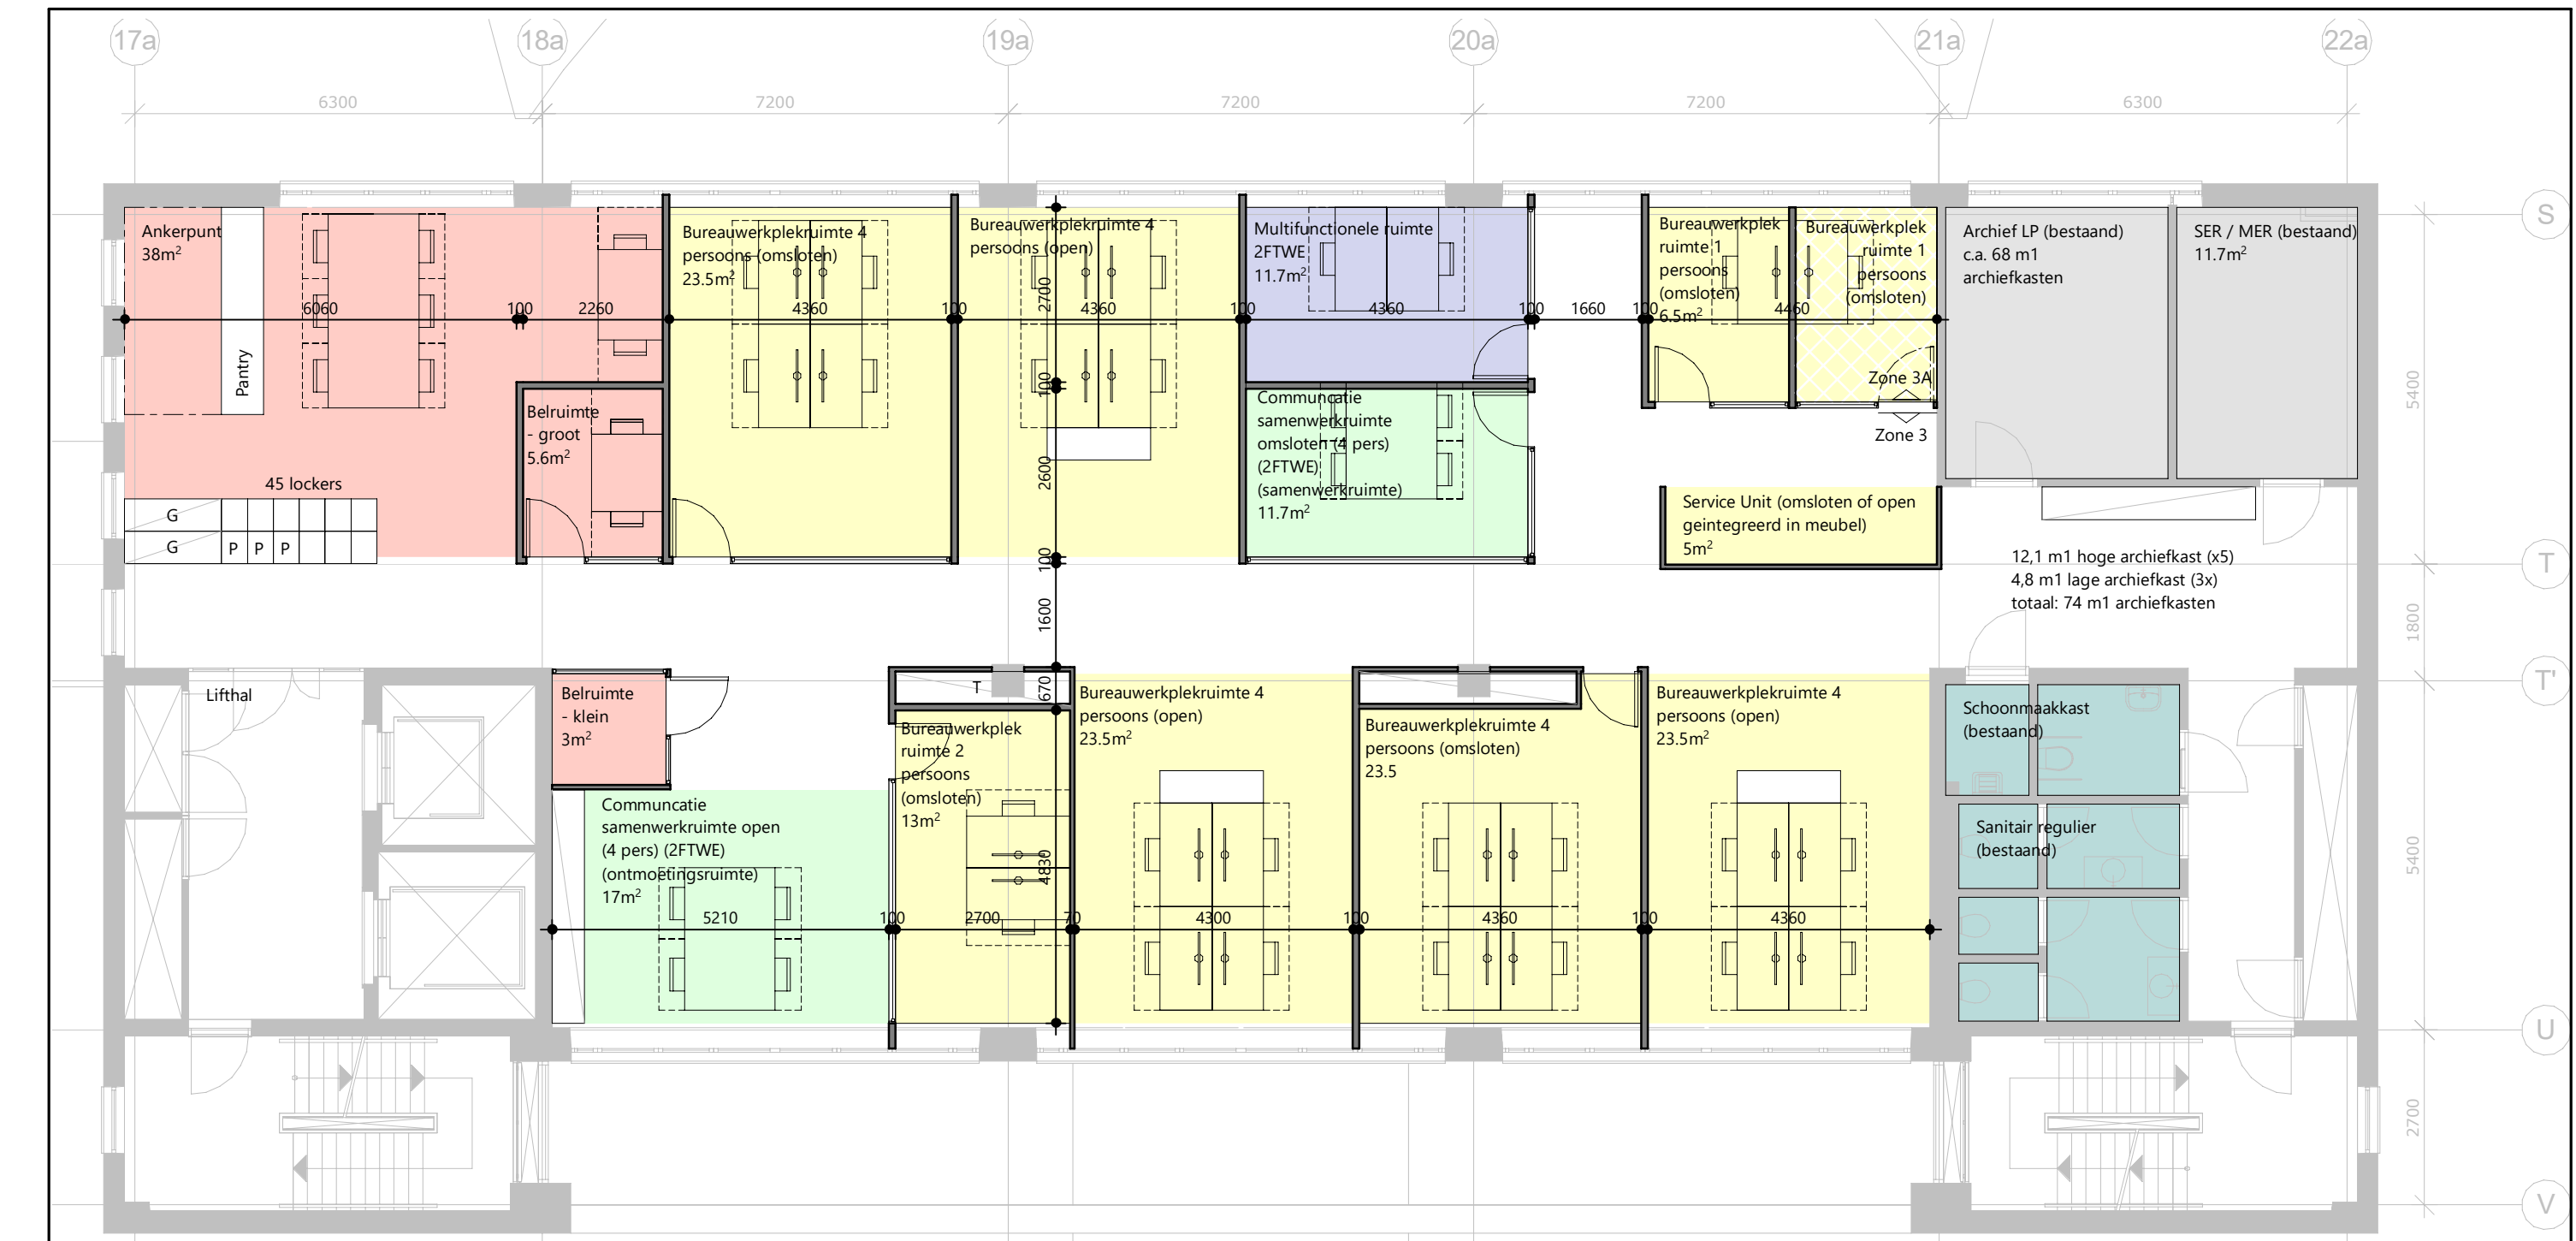 17a
18a
19a
20a
21a
22a
6300
7200
7200
7200
6300
S
T
T'
U
V
5400
1800
5400
2700
Ankerpunt
38m²
Pantry
45 lockers
G
G
P P P
Belruimte
- groot
5.6m²
Bureauwerkplekruimte 4
persoons (omsloten)
23.5m²
Bureauwerkplekruimte 4
persoons (open)
Multifunctionele ruimte
2FTWE
11.7m²
Communcatie
samenwerkruimte
omsloten (4 pers)
(2FTWE)
(samenwerkruimte)
11.7m²
Bureauwerkplek
ruimte 1
persoons
(omsloten)
6.5m²
Bureauwerkplek
ruimte 1
persoons
(omsloten)
Zone 3A
Zone 3
Archief LP (bestaand)
c.a. 68 m1
archiefkasten
SER / MER (bestaand)
11.7m²
6060
100
2260
4360
100
4360
100
4360
100
1660
100
4460
2700
100
2600
100
1600
670
4830
Service Unit (omsloten of open
geintegreerd in meubel)
5m²
12,1 m1 hoge archiefkast (x5)
4,8 m1 lage archiefkast (3x)
totaal: 74 m1 archiefkasten
Lifthal
Belruimte
- klein
3m²
T
Communcatie
samenwerkruimte open
(4 pers) (2FTWE)
(ontmoetingsruimte)
17m²
Bureauwerkplek
ruimte 2
persoons
(omsloten)
13m²
Bureauwerkplekruimte 4
persoons (open)
23.5m²
Bureauwerkplekruimte 4
persoons (omsloten)
23.5
Bureauwerkplekruimte 4
persoons (open)
23.5m²
Schoonmaakkast
(bestaand)
Sanitair regulier
(bestaand)
5210
100
2700
70
4300
100
4360
100
4360